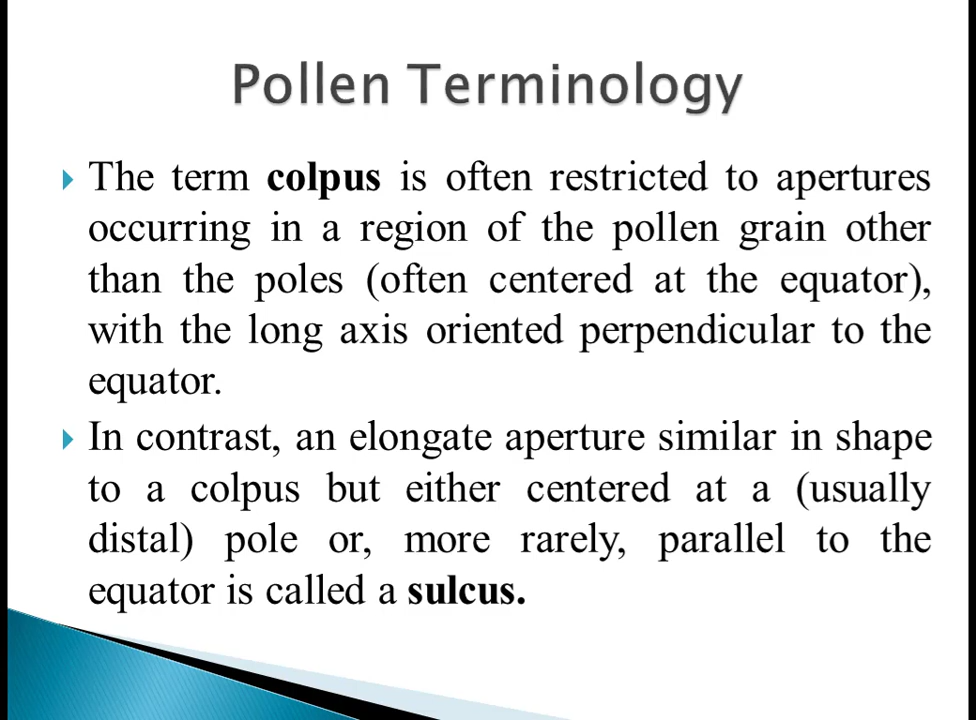 Pollen Terminology
The term colpus is often restricted to apertures
occurring in a region of the pollen grain other
than the poles (often centered at the equator),
with the long axis oriented perpendicular to the
equator.
In contrast, an elongate aperture similar in shape
to a colpus but either centered at a (usually
distal) pole or, more rarely, parallel to the
equator is called a sulcus.